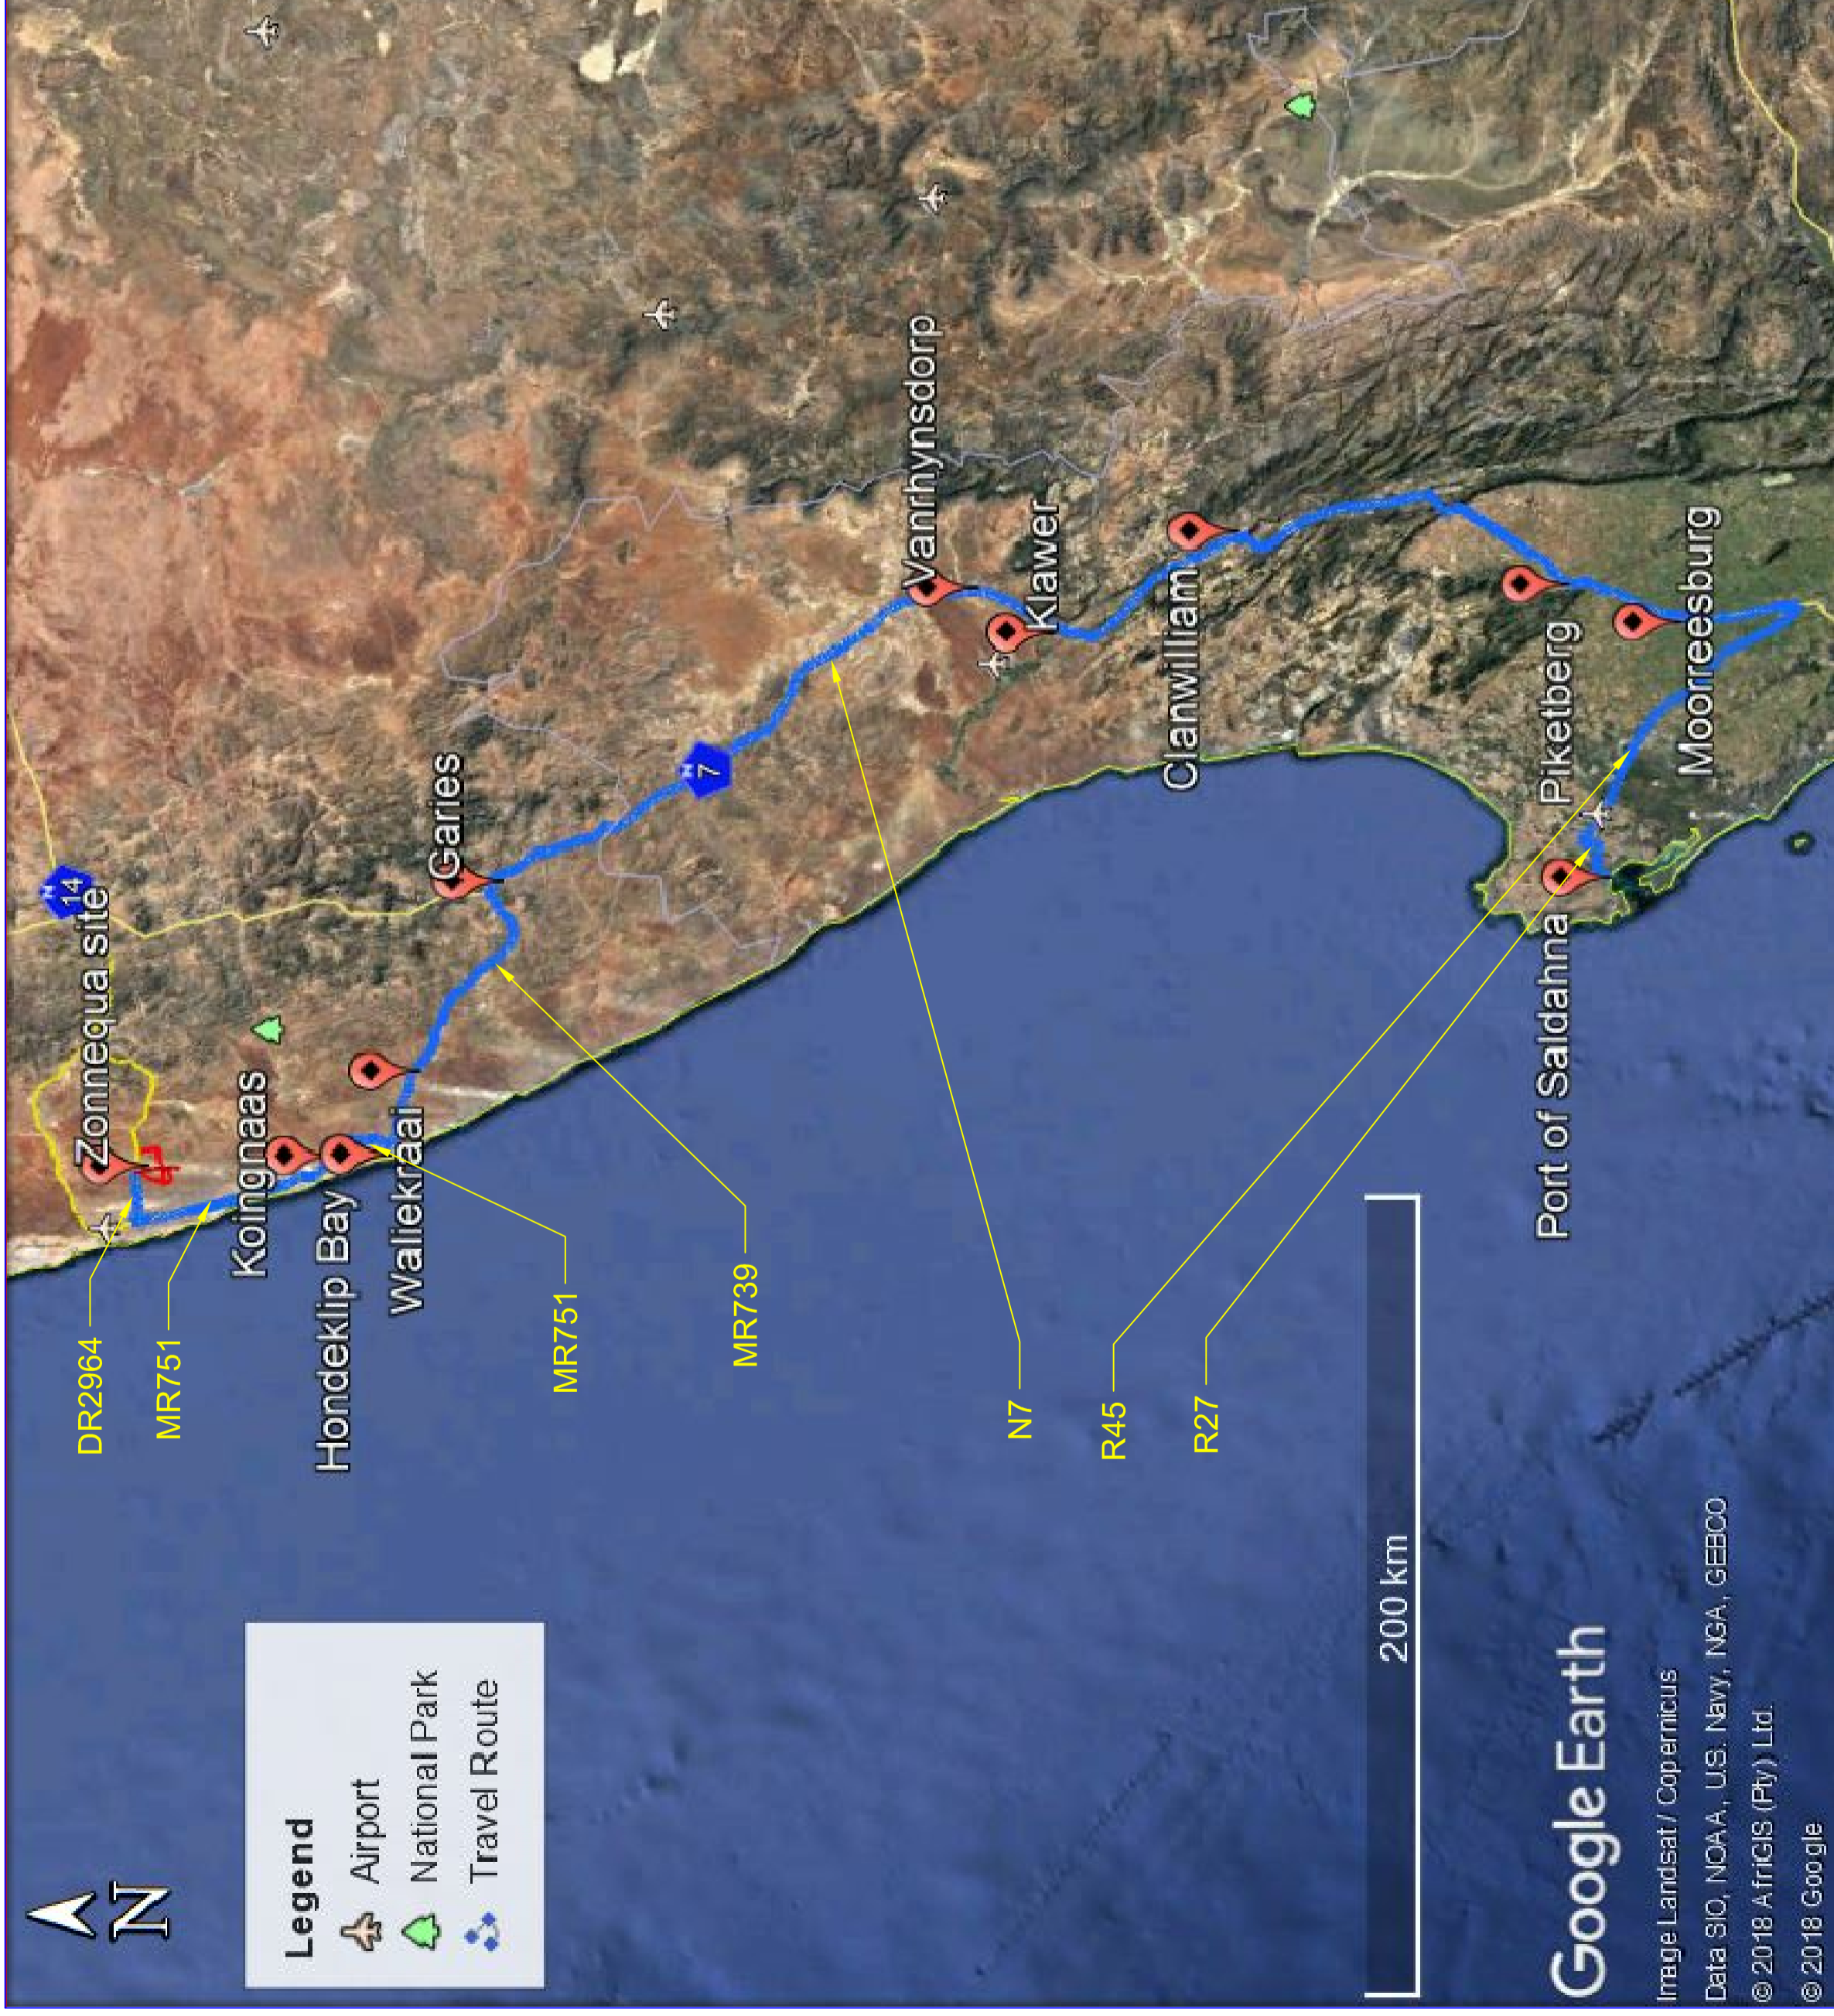 N
Legend
Airport
National Park
Travel Route
DR2964
MR751
MR751
MR739
N7
R45
R27
N
14
Zonnequa site
Koingnaas
Hondeklip Bay
Waliekraai
Garies
N
7
Vanrhynsdorp
Klawer
Clanwilliam
Piketberg
Moorreesburg
Port of Saldahna
200 km
Google Earth
Image Landsat / Copernicus
Data SIO, NOAA, U.S. Navy, NGA, GEBCO
© 2018 AfriGIS (Pty) Ltd.
© 2018 Google